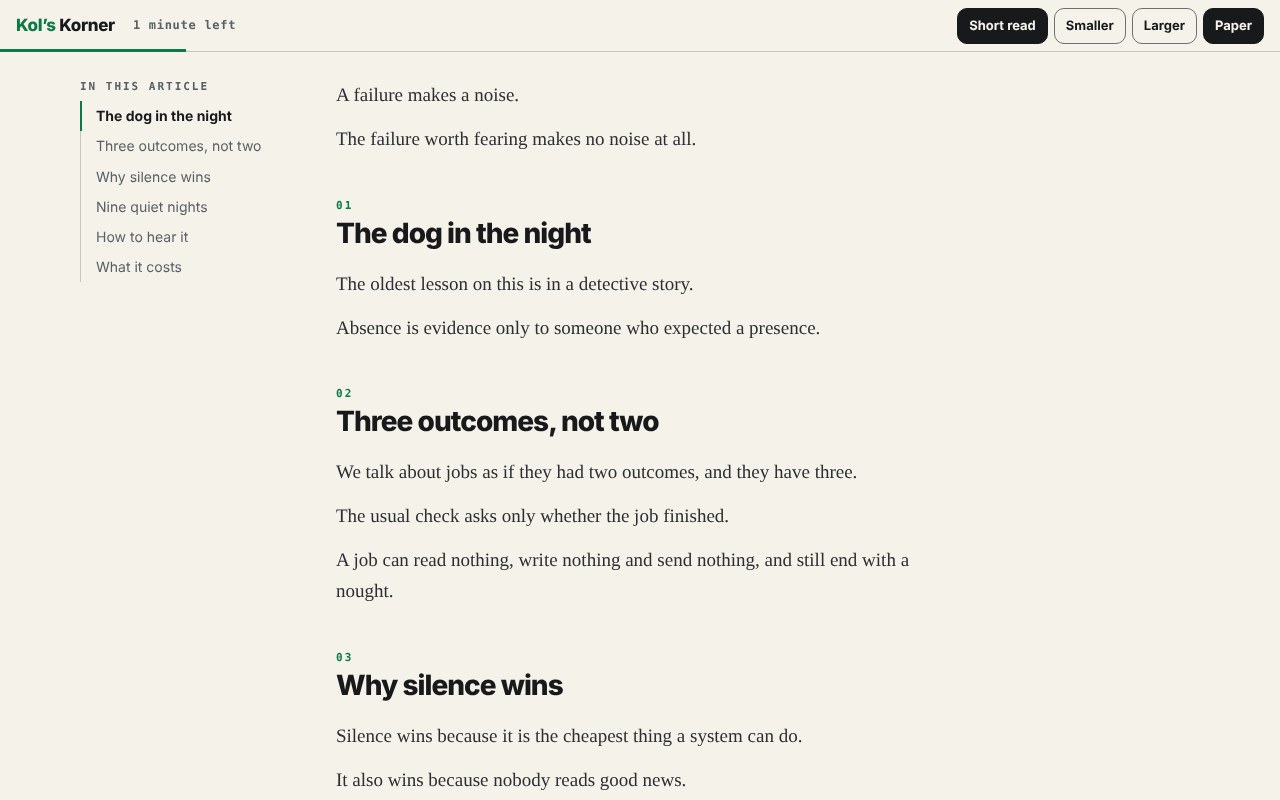 Kol's Korner
1 minute left
Short read
Smaller
Larger
Paper
IN THIS ARTICLE
The dog in the night
Three outcomes, not two
Why silence wins
Nine quiet nights
How to hear it
What it costs
A failure makes a noise.
The failure worth fearing makes no noise at all.
01
The dog in the night
The oldest lesson on this is in a detective story.
Absence is evidence only to someone who expected a presence.
02
Three outcomes, not two
We talk about jobs as if they had two outcomes, and they have three.
The usual check asks only whether the job finished.
A job can read nothing, write nothing and send nothing, and still end with a
nought.
03
Why silence wins
Silence wins because it is the cheapest thing a system can do.
It also wins because nobody reads good news.